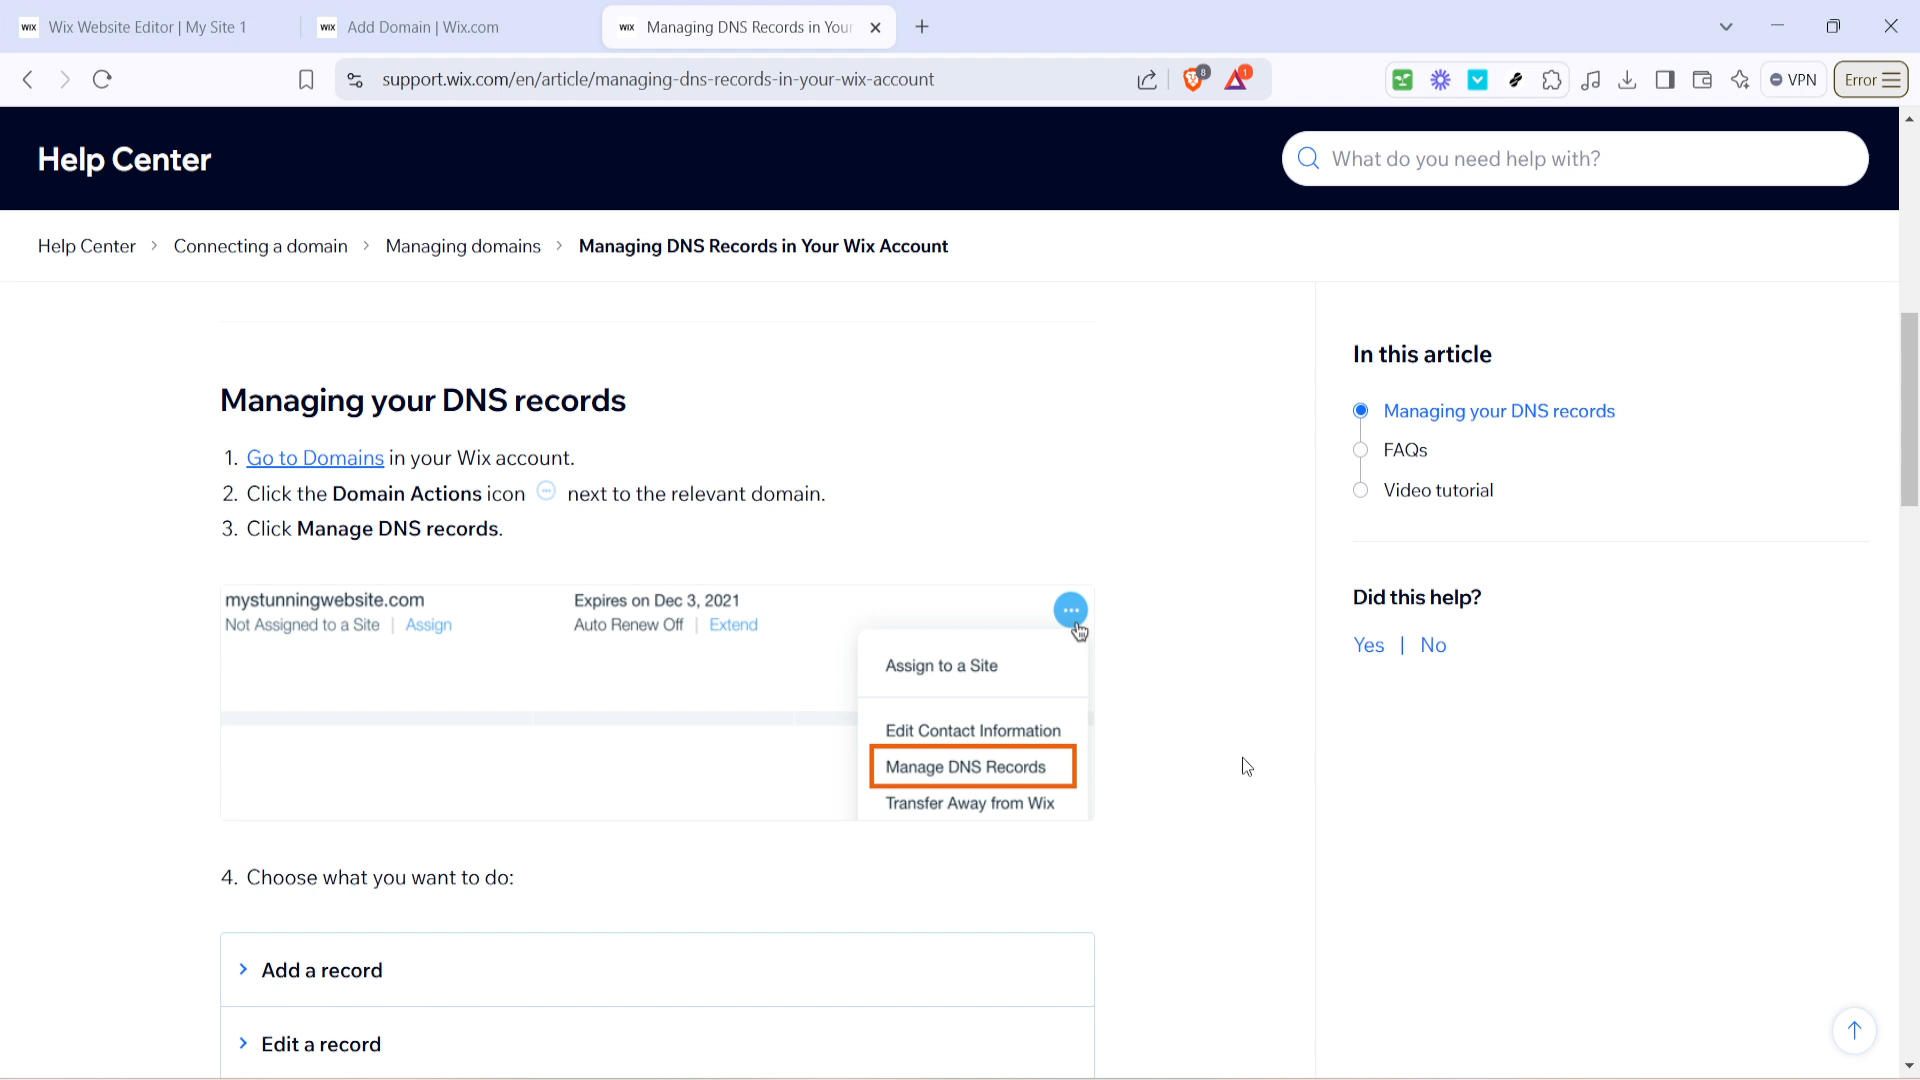 WIX Wix Website Editor | My Site 1
WIX Add Domain | Wix.com
WIX Managing DNS Records in Your
support.wix.com/en/article/managing-dns-records-in-your-wix-account
8
1
VPN
Error
Help Center
What do you need help with?
Help Center > Connecting a domain > Managing domains > Managing DNS Records in Your Wix Account
Managing your DNS records
1. Go to Domains in your Wix account.
2. Click the Domain Actions icon next to the relevant domain.
3. Click Manage DNS records.
mystunningwebsite.com
Not Assigned to a Site | Assign
Expires on Dec 3, 2021
Auto Renew Off | Extend
Assign to a Site
Edit Contact Information
Manage DNS Records
Transfer Away from Wix
4. Choose what you want to do:
Add a record
Edit a record
In this article
Managing your DNS records
FAQs
Video tutorial
Did this help?
Yes | No